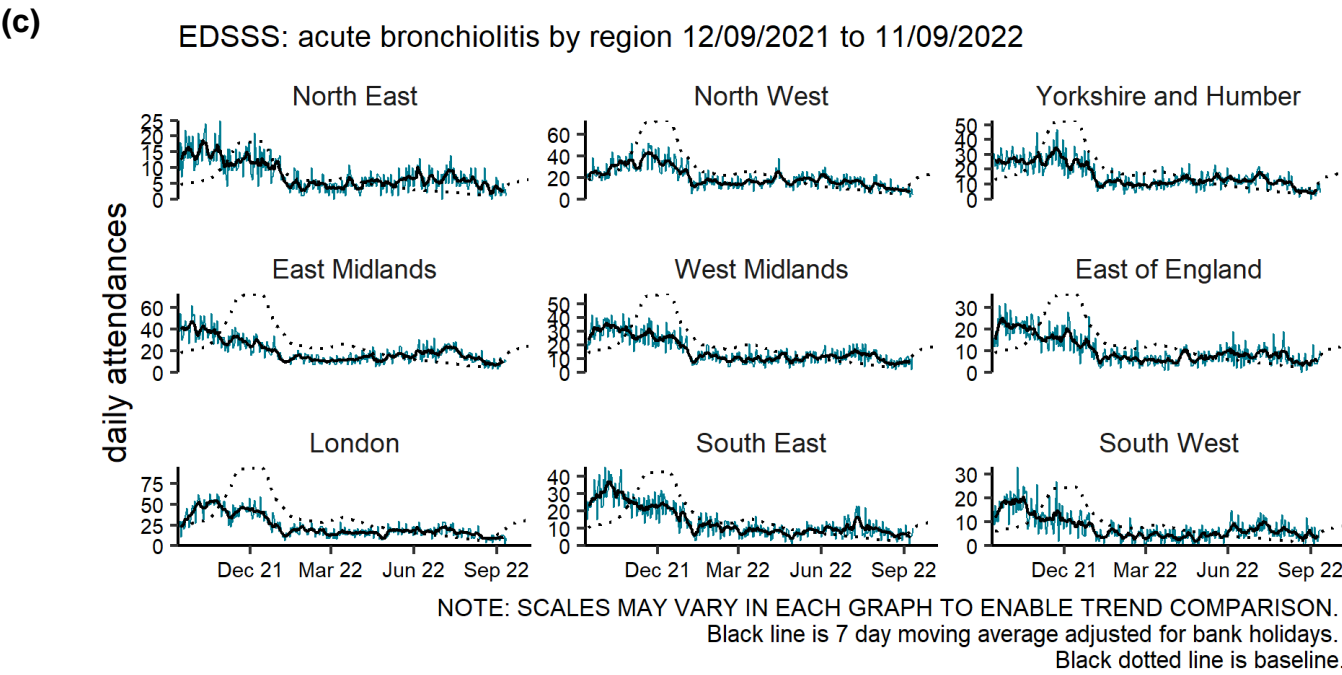 (c)
EDSSS: acute bronchiolitis by region 12/09/2021 to 11/09/2022
daily attendances
North East
25
20
15
10
5
0
North West
60
40
20
0
Yorkshire and Humber
50
40
30
20
10
0
East Midlands
60
40
20
0
West Midlands
50
40
30
20
10
0
East of England
30
20
10
0
London
75
50
25
0
Dec 21 Mar 22 Jun 22 Sep 22
South East
40
30
20
10
0
Dec 21 Mar 22 Jun 22 Sep 22
South West
30
20
10
0
Dec 21 Mar 22 Jun 22 Sep 22
NOTE: SCALES MAY VARY IN EACH GRAPH TO ENABLE TREND COMPARISON.
Black line is 7 day moving average adjusted for bank holidays.
Black dotted line is baseline.